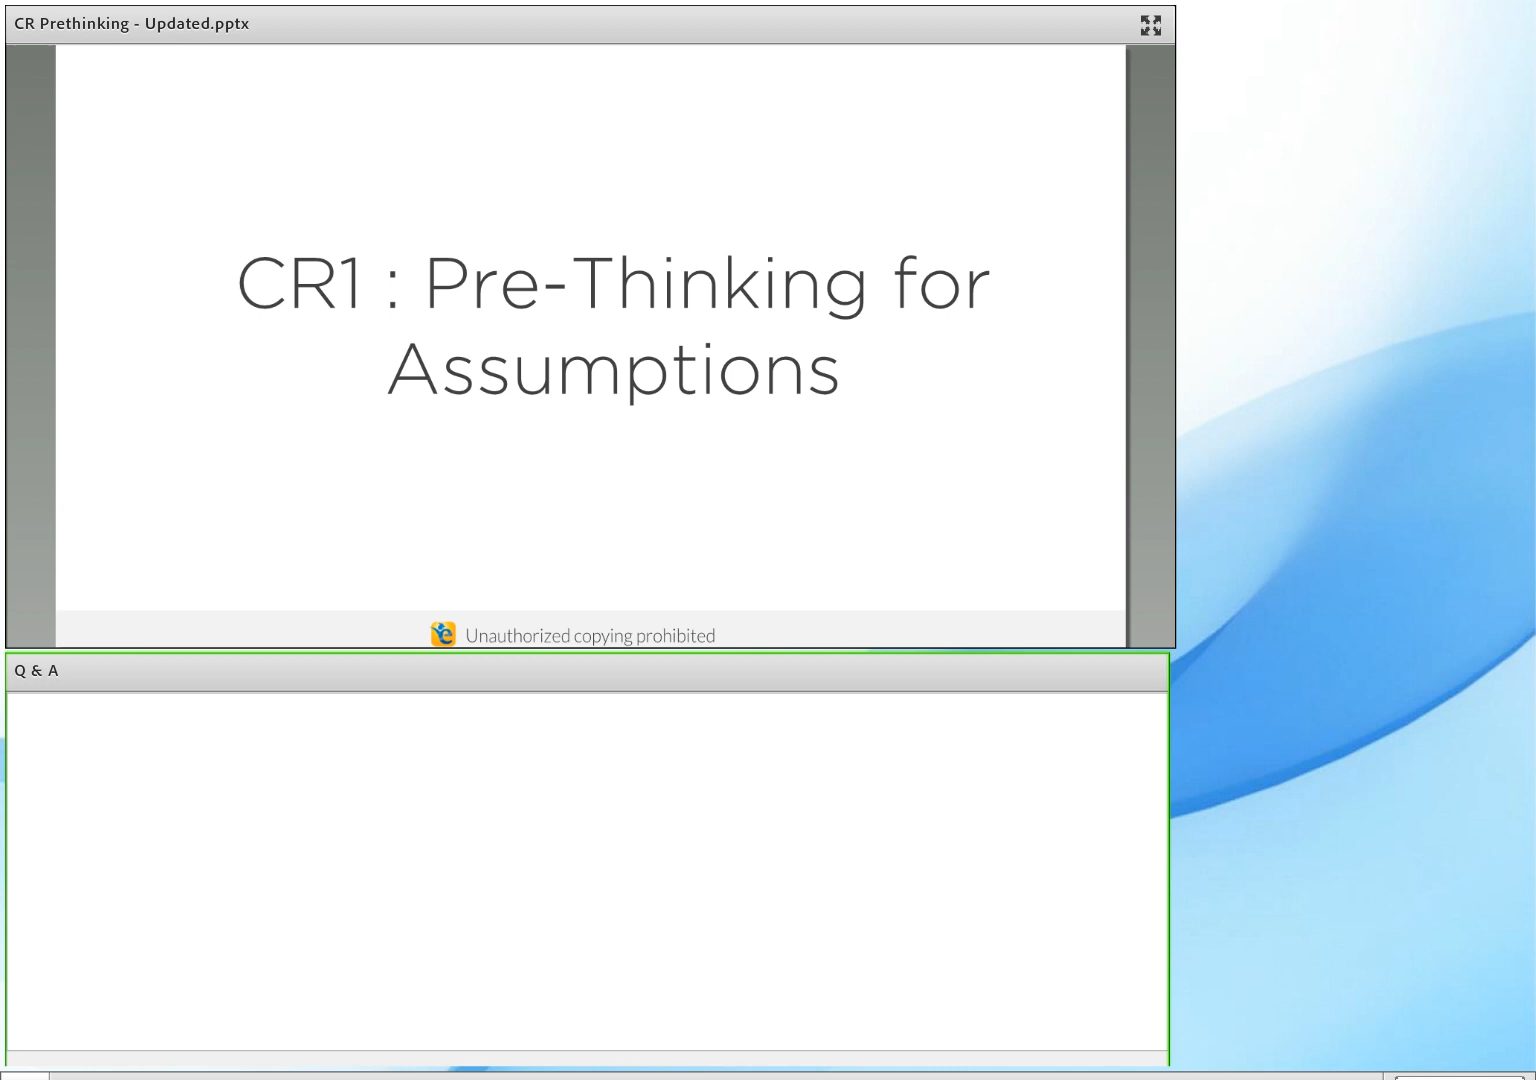 CR Prethinking - Updated.pptx
CR1 : Pre-Thinking for
Assumptions
Unauthorized copying prohibited
Q & A